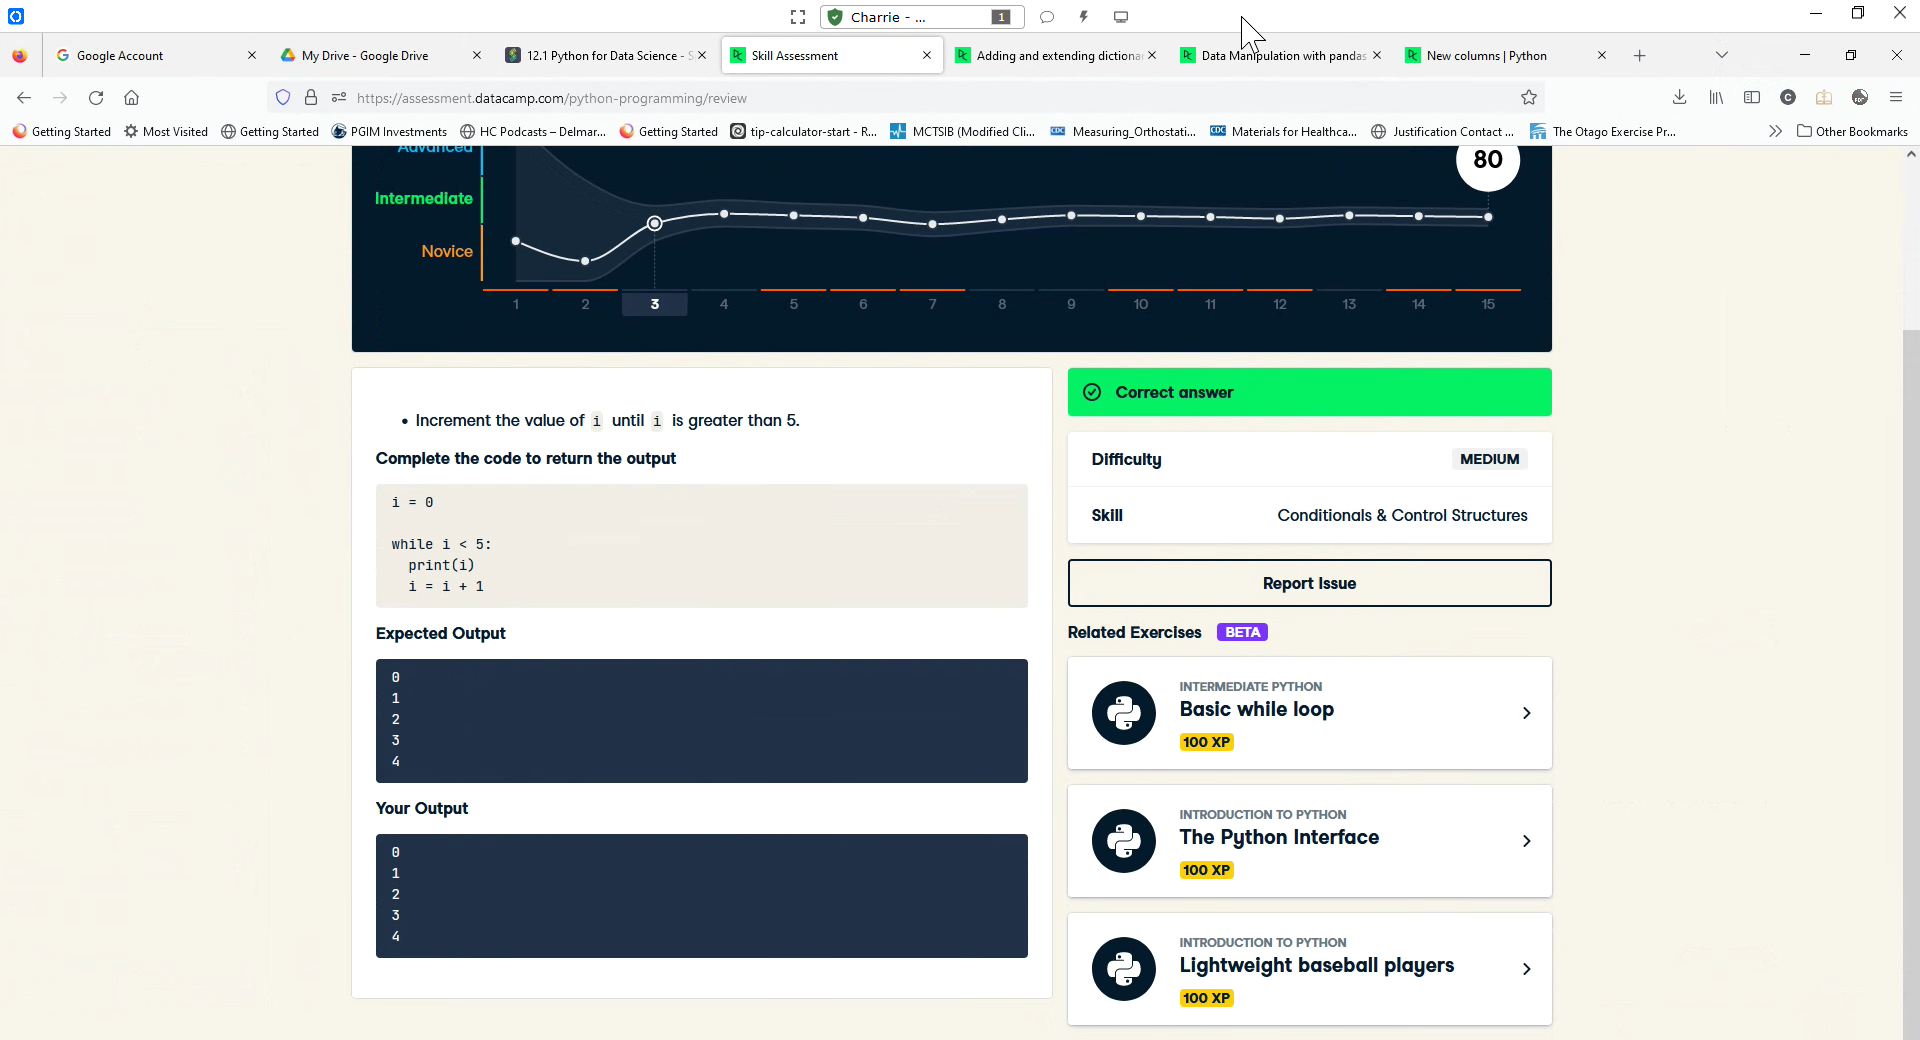 Charrie - ...
1
Google Account
My Drive - Google Drive
12.1 Python for Data Science - S
Skill Assessment
Adding and extending dictionar
Data Manipulation with pandas
New columns | Python
https://assessment.datacamp.com/python-programming/review
Getting Started
Most Visited
Getting Started
PGIM Investments
HC Podcasts – Delmar...
Getting Started
tip-calculator-start - R...
MCTSIB (Modified Cli...
Measuring_Orthostati...
Materials for Healthca...
Justification Contact ...
The Otago Exercise Pr...
Other Bookmarks
Advanced
80
Intermediate
Novice
1 2 3 4 5 6 7 8 9 10 11 12 13 14 15
• Increment the value of i until i is greater than 5.
Complete the code to return the output
i = 0
while i < 5:
print(i)
i = i + 1
Expected Output
0
1
2
3
4
Your Output
0
1
2
3
4
Correct answer
Difficulty MEDIUM
Skill Conditionals & Control Structures
Report Issue
Related Exercises BETA
INTERMEDIATE PYTHON
Basic while loop
100 XP
INTRODUCTION TO PYTHON
The Python Interface
100 XP
INTRODUCTION TO PYTHON
Lightweight baseball players
100 XP